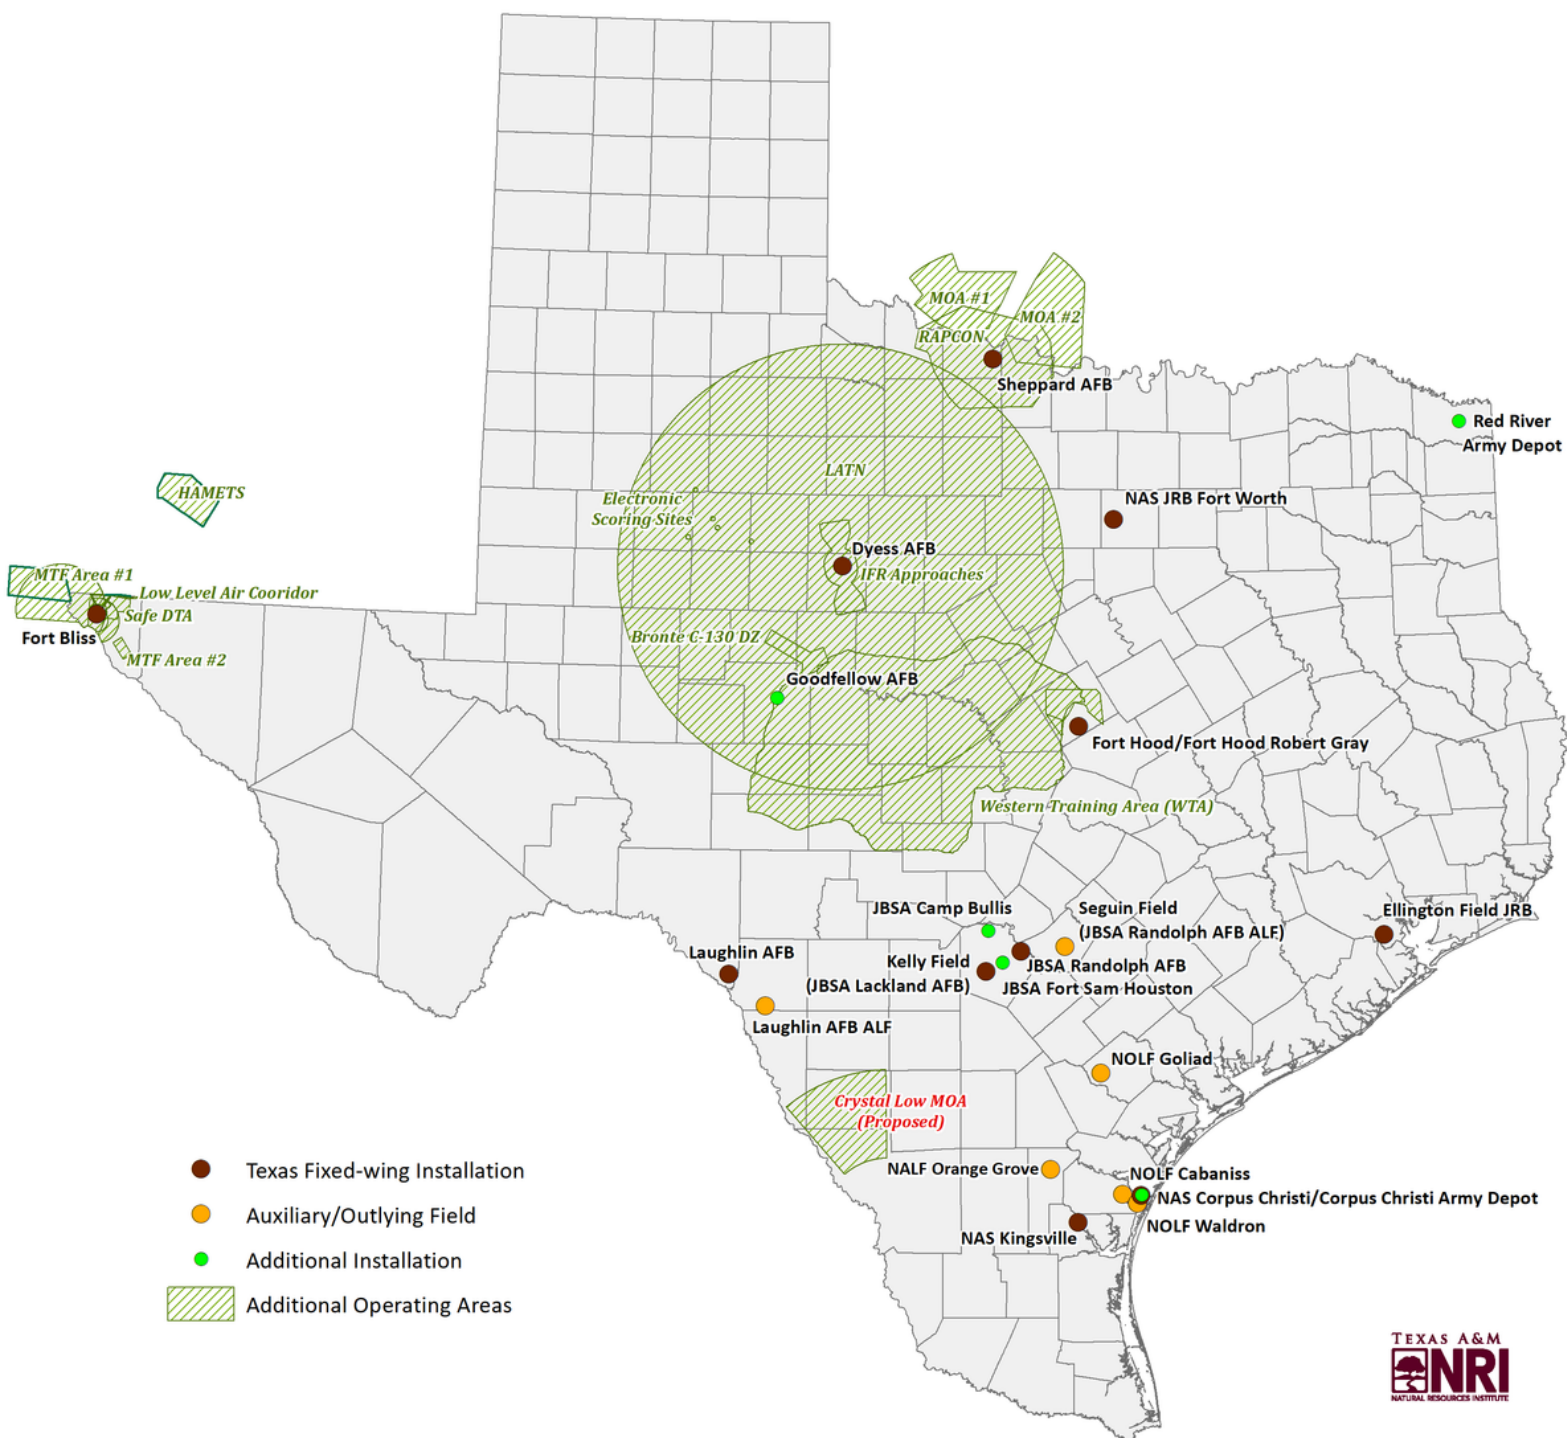 MOA #1
MOA #2
RAPCON
Sheppard AFB
Red River
Army Depot
LATN
HAMETS
Electronic
Scoring Sites
NAS JRB Fort Worth
Dyess AFB
IFR Approaches
MTF Area #1
Low Level Air Cooridor
Safe DTA
Fort Bliss
MTF Area #2
Bronte C-130 DZ
Goodfellow AFB
Fort Hood/Fort Hood Robert Gray
Western Training Area (WTA)
JBSA Camp Bullis
Seguin Field
(JBSA Randolph AFB ALF)
Ellington Field JRB
Laughlin AFB
Kelly Field
(JBSA Lackland AFB)
JBSA Randolph AFB
JBSA Fort Sam Houston
Laughlin AFB ALF
NOLF Goliad
Crystal Low MOA
(Proposed)
NALF Orange Grove
NOLF Cabaniss
NAS Corpus Christi/Corpus Christi Army Depot
NOLF Waldron
NAS Kingsville
Texas Fixed-wing Installation
Auxiliary/Outlying Field
Additional Installation
Additional Operating Areas
TEXAS A&M
NRI
NATURAL RESOURCES INSTITUTE